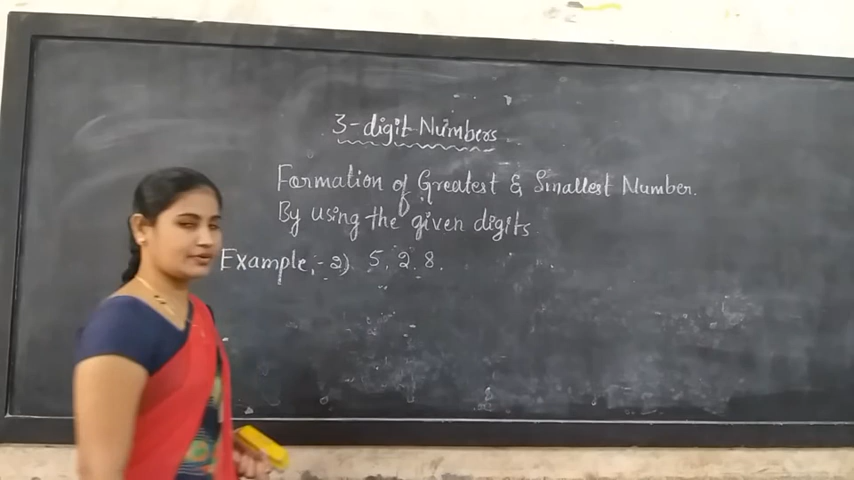 3-digit Numbers
Formation of Greatest & Smallest Number.
By using the given digits
Example:- 2) 5, 2, 8.